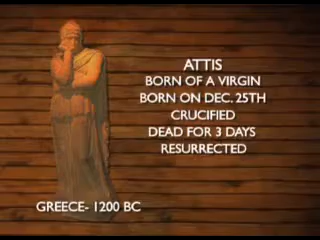 ATTIS
BORN OF A VIRGIN
BORN ON DEC. 25TH
CRUCIFIED
DEAD FOR 3 DAYS
RESURRECTED
GREECE- 1200 BC